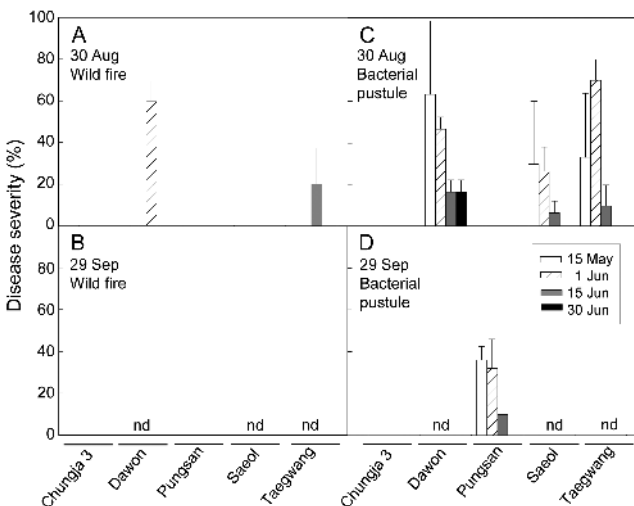 Disease severity (%)
100
80
60
40
20
0
A
30 Aug
Wild fire
C
30 Aug
Bacterial
pustule
80
60
40
20
0
B
29 Sep
Wild fire
nd
nd
nd
D
29 Sep
Bacterial
pustule
15 May
1 Jun
15 Jun
30 Jun
nd
nd
nd
Chungja 3
Dawon
Pungsan
Saeol
Taegwang
Chungja 3
Dawon
Pungsan
Saeol
Taegwang